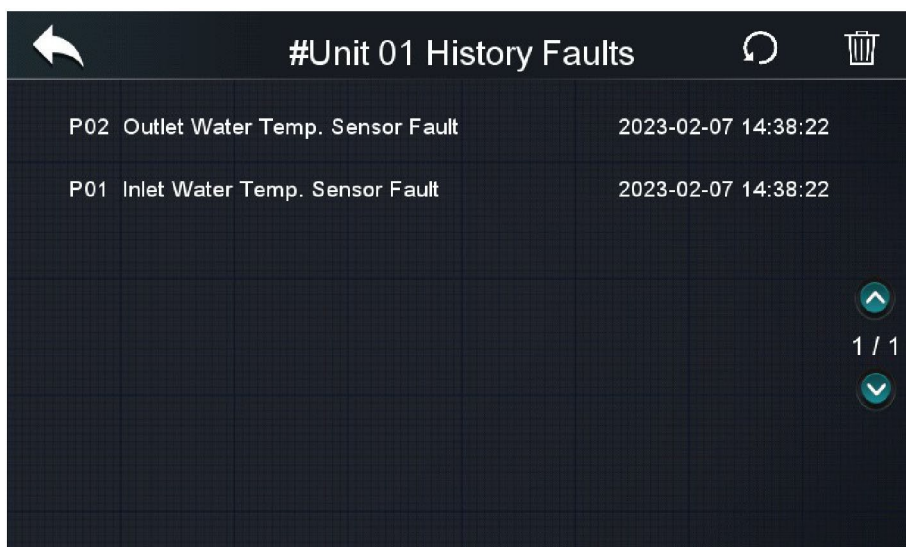 #Unit 01 History Faults
P02 Outlet Water Temp. Sensor Fault 2023-02-07 14:38:22
P01 Inlet Water Temp. Sensor Fault 2023-02-07 14:38:22
1 / 1